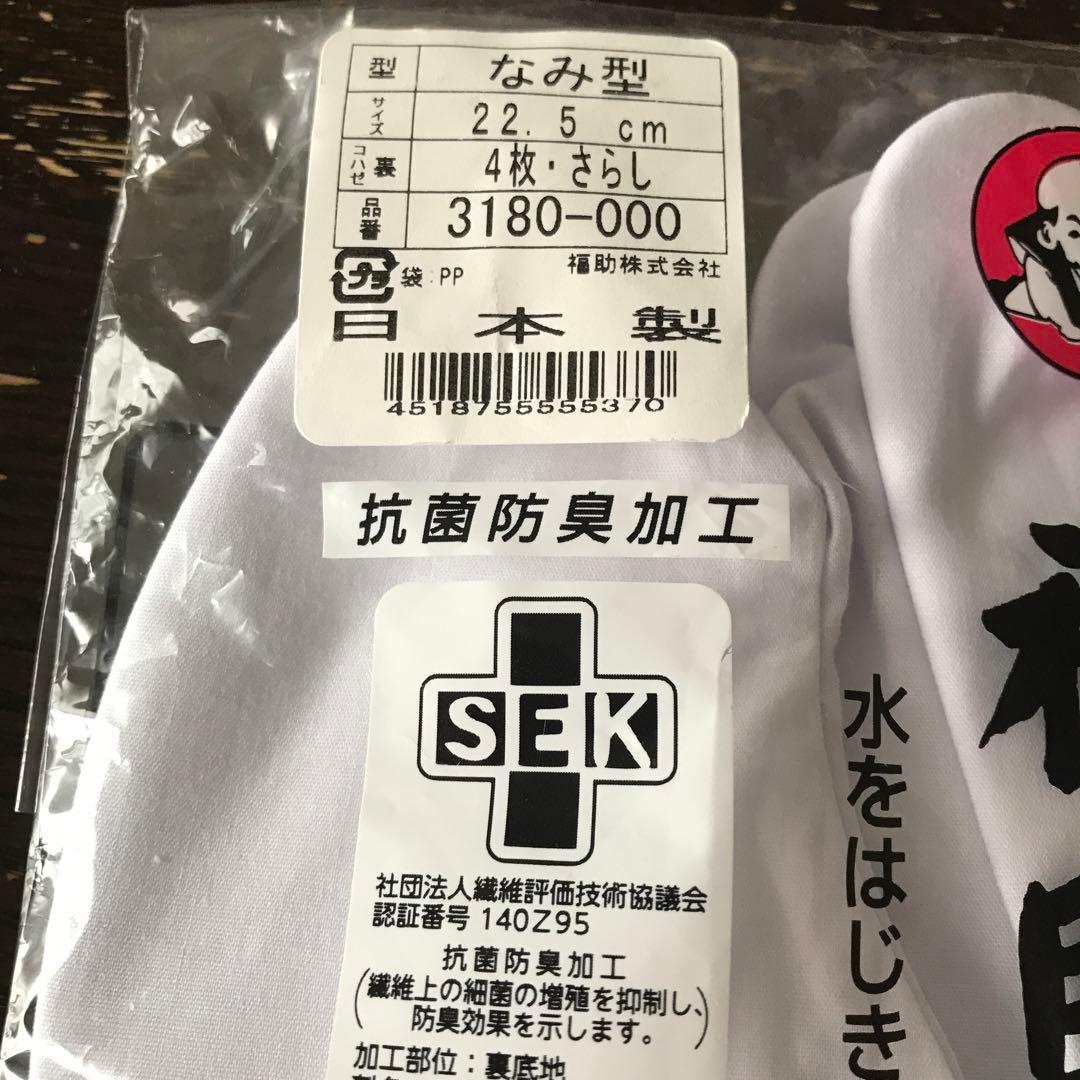 型 なみ型
サイズ 22.5 cm
コハゼ 裏 4枚・さらし
品番 3180-000
プラ 袋:PP 福助株式会社
日本製
4518755555370
抗菌防臭加工
SEK
社団法人繊維評価技術協議会
認証番号 140Z95
抗菌防臭加工
(繊維上の細菌の増殖を抑制し、
防臭効果を示します。)
加工部位:裏底地
水をはじき